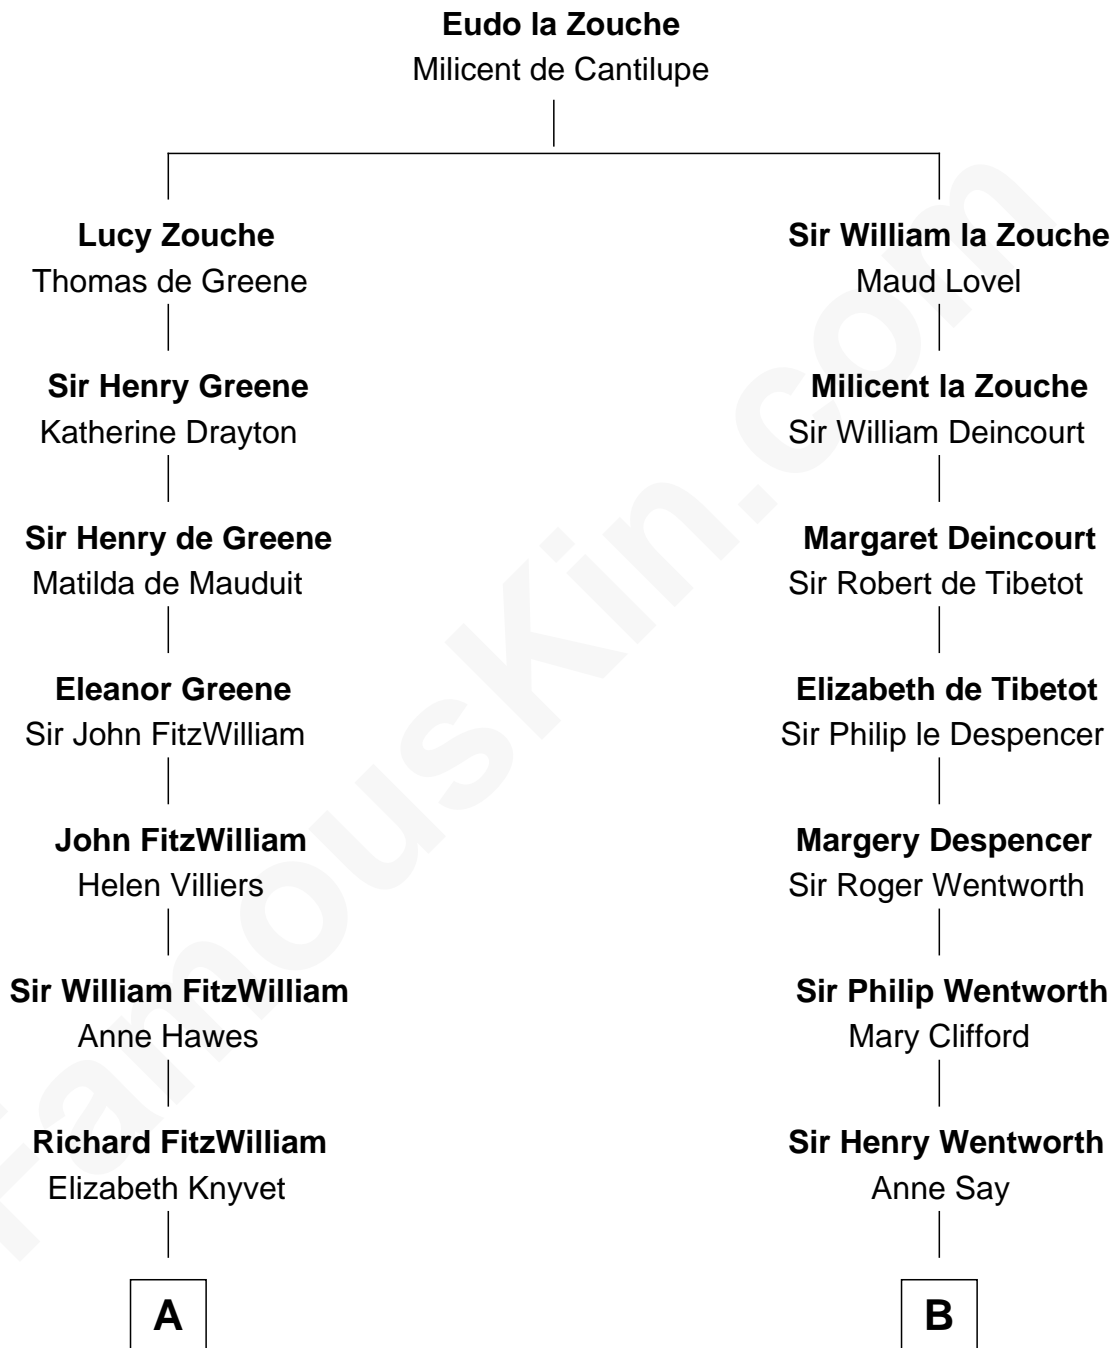 Eudo la Zouche
Milicent de Cantilupe
Lucy Zouche
Thomas de Greene
Sir William la Zouche
Maud Lovel
Sir Henry Greene
Katherine Drayton
Milicent la Zouche
Sir William Deincourt
Sir Henry de Greene
Matilda de Mauduit
Margaret Deincourt
Sir Robert de Tibetot
Eleanor Greene
Sir John FitzWilliam
Elizabeth de Tibetot
Sir Philip le Despencer
John FitzWilliam
Helen Villiers
Margery Despencer
Sir Roger Wentworth
Sir William FitzWilliam
Anne Hawes
Sir Philip Wentworth
Mary Clifford
Richard FitzWilliam
Elizabeth Knyvet
Sir Henry Wentworth
Anne Say
A
B
FamousKin.com